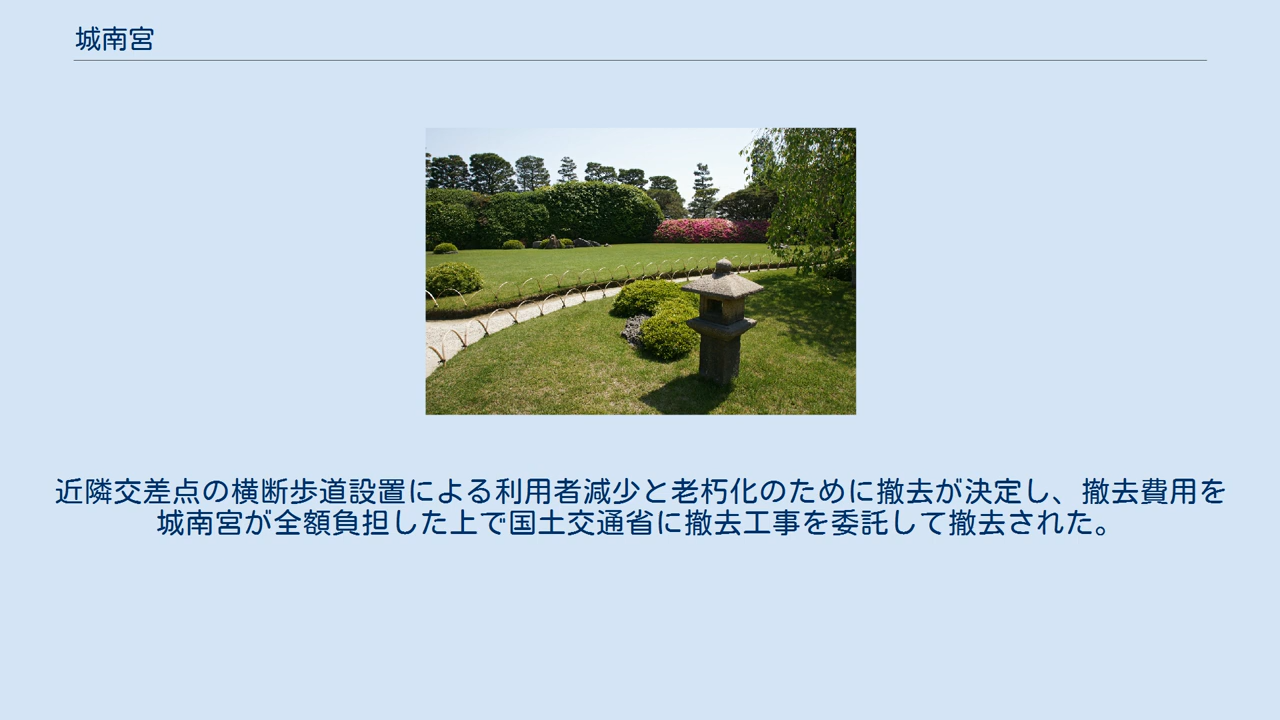 城南宮
近隣交差点の横断歩道設置による利用者減少と老朽化のために撤去が決定し、撤去費用を
城南宮が全額負担した上で国土交通省に撤去工事を委託して撤去された。